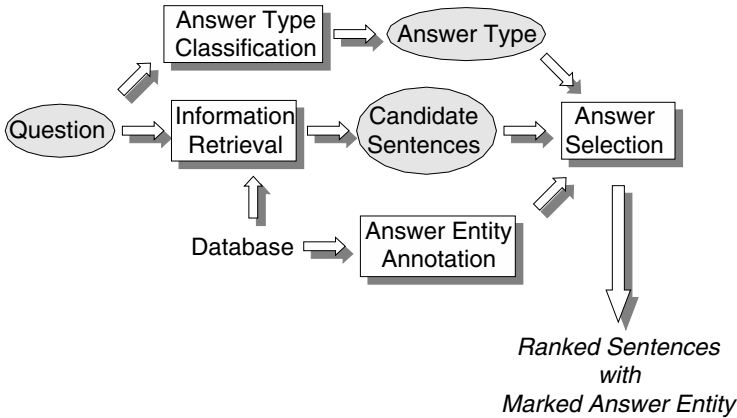 Answer Type
Classification
Answer Type
Question
Information
Retrieval
Candidate
Sentences
Answer
Selection
Database
Answer Entity
Annotation
Ranked Sentences
with
Marked Answer Entity